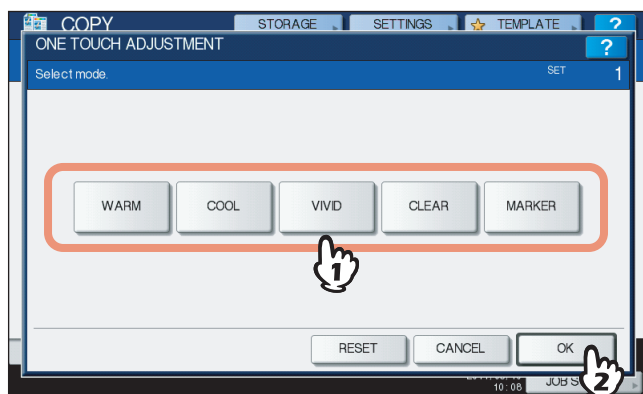 COPY STORAGE SETTINGS TEMPLATE ?
ONE TOUCH ADJUSTMENT ?
Select mode. SET 1
WARM COOL VIVID CLEAR MARKER
1
RESET CANCEL OK
2
10:08 JOB